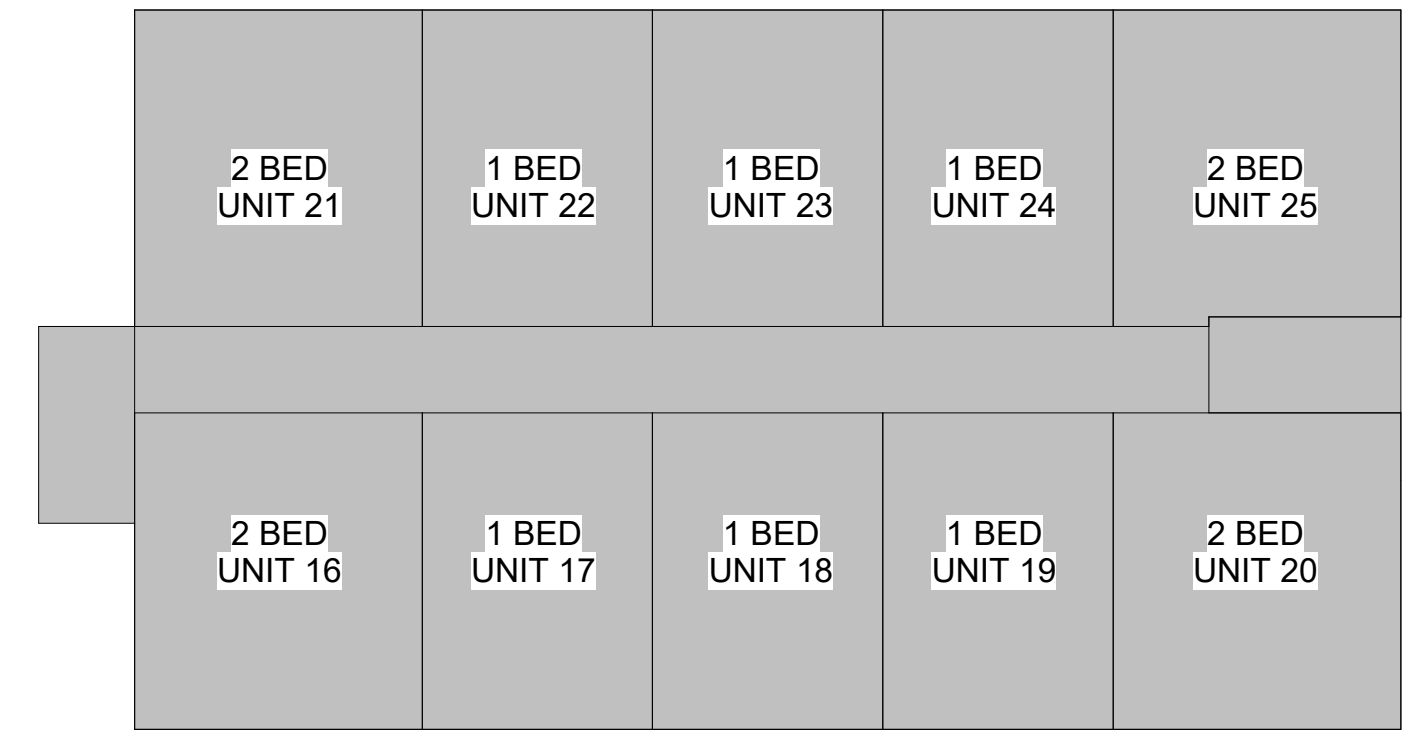 2 BED
UNIT 21
1 BED
UNIT 22
1 BED
UNIT 23
1 BED
UNIT 24
2 BED
UNIT 25
2 BED
UNIT 16
1 BED
UNIT 17
1 BED
UNIT 18
1 BED
UNIT 19
2 BED
UNIT 20